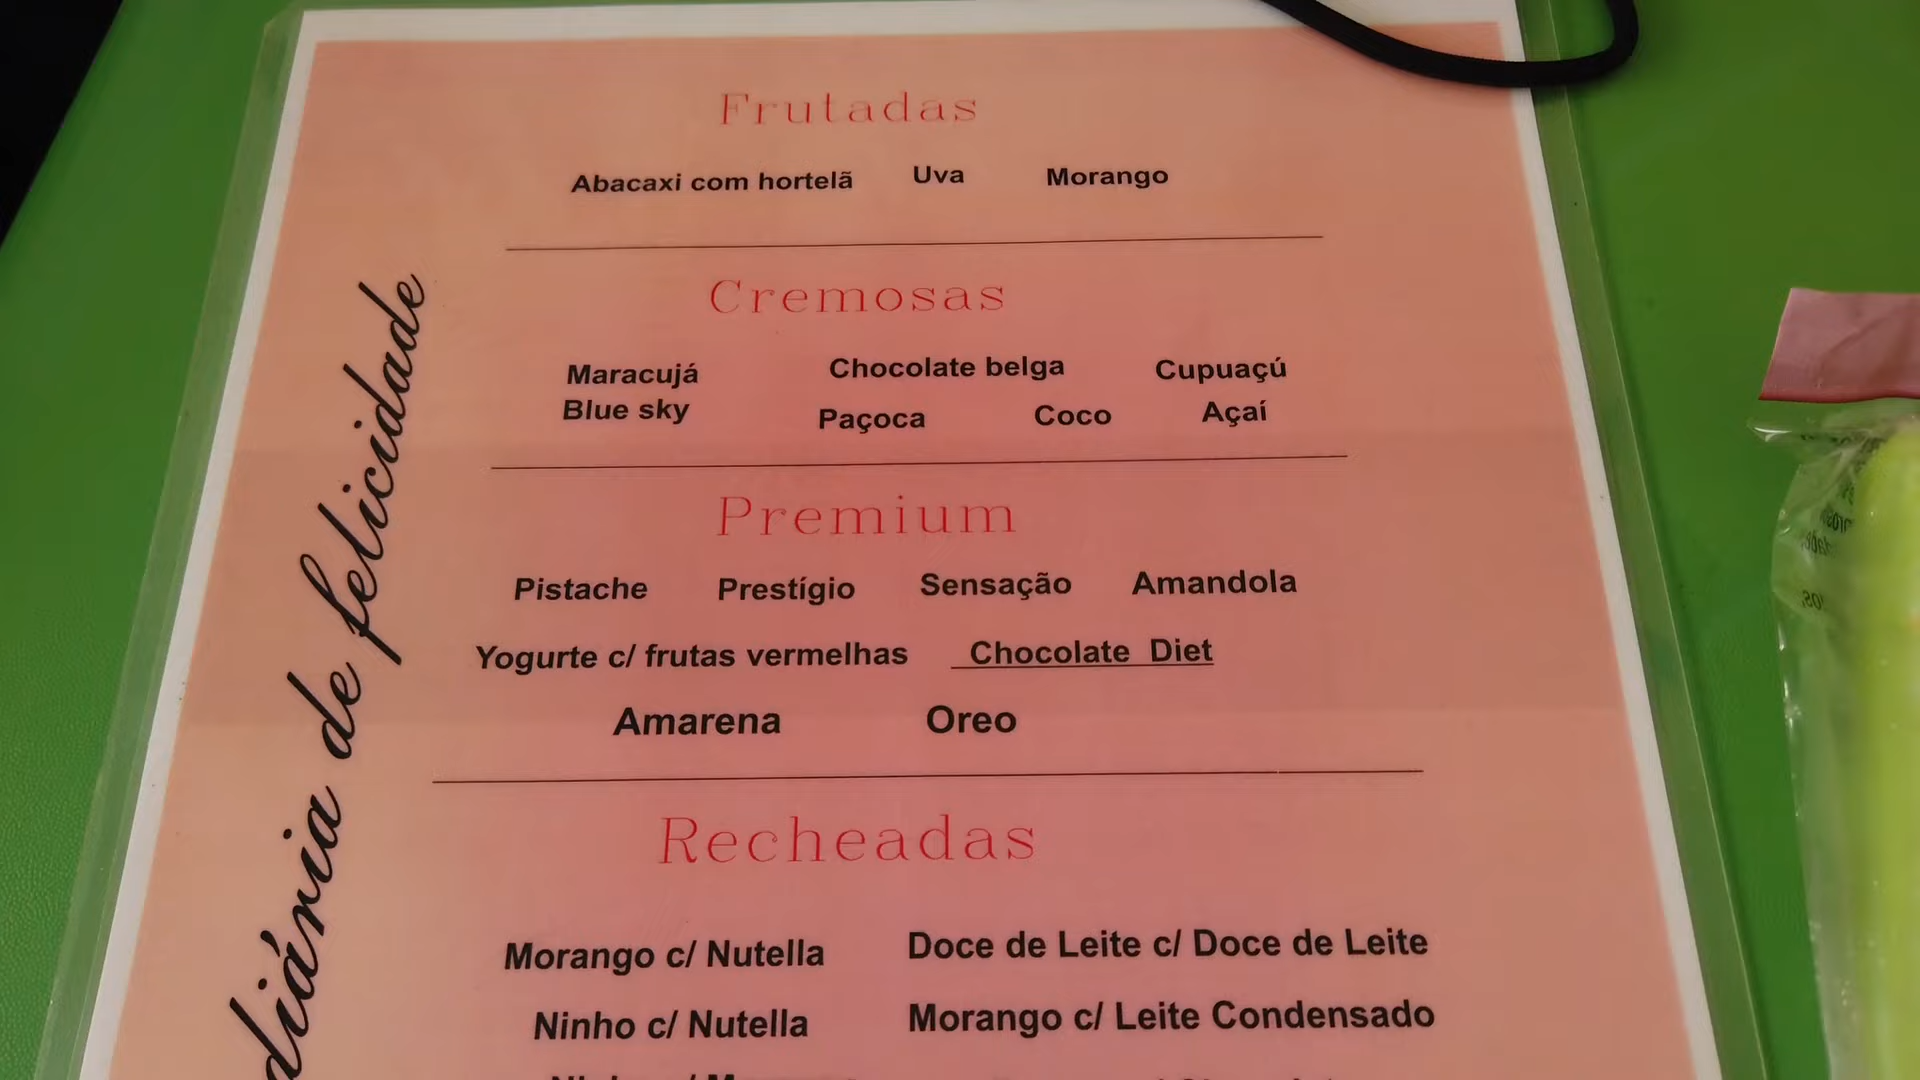 Frutadas
Abacaxi com hortelã Uva Morango
Cremosas
Maracujá Chocolate belga Cupuaçú
Blue sky Paçoca Coco Açaí
Premium
Pistache Prestígio Sensação Amandola
Yogurte c/ frutas vermelhas Chocolate Diet
Amarena Oreo
Recheadas
Morango c/ Nutella Doce de Leite c/ Doce de Leite
Ninho c/ Nutella Morango c/ Leite Condensado
diária de felicidade